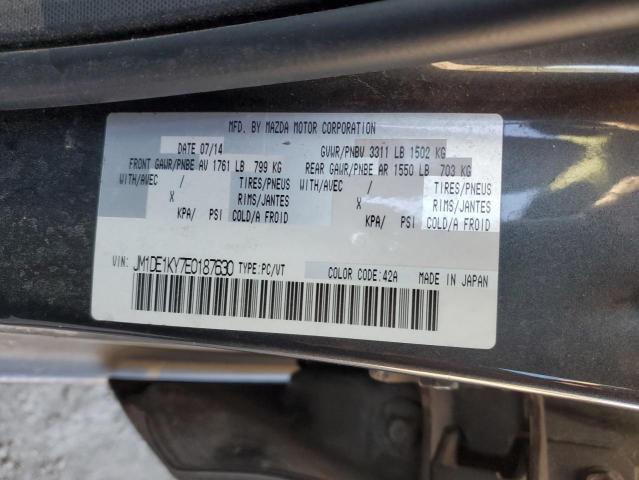 MFD. BY MAZDA MOTOR CORPORATION
DATE 07/14 GVWR/PNBV 3311 LB 1502 KG
FRONT GAWR/PNBE AV 1761 LB 799 KG REAR GAWR/PNBE AR 1550 LB 703 KG
WITH/AVEC / TIRES/PNEUS WITH/AVEC / TIRES/PNEUS
X RIMS/JANTES X RIMS/JANTES
KPA/ PSI COLD/A FROID KPA/ PSI COLD/A FROID
VIN: JM1DE1KY7E0187630 TYPE:PC/VT COLOR CODE:42A MADE IN JAPAN